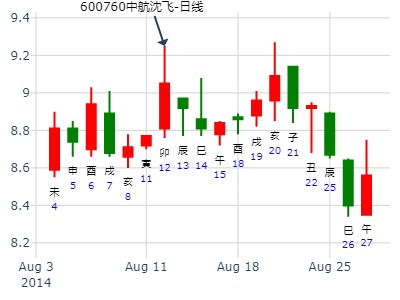 600760中航沈飞-日线
9.4
9.2
9
8.8
8.6
8.4
8.2
未
4
申
5
酉
6
戌
7
亥
8
寅
11
卯
12
辰
13
巳
14
午
15
酉
18
戌
19
亥
20
子
21
丑
22
辰
25
巳
26
午
27
Aug 3
2014
Aug 11
Aug 18
Aug 25